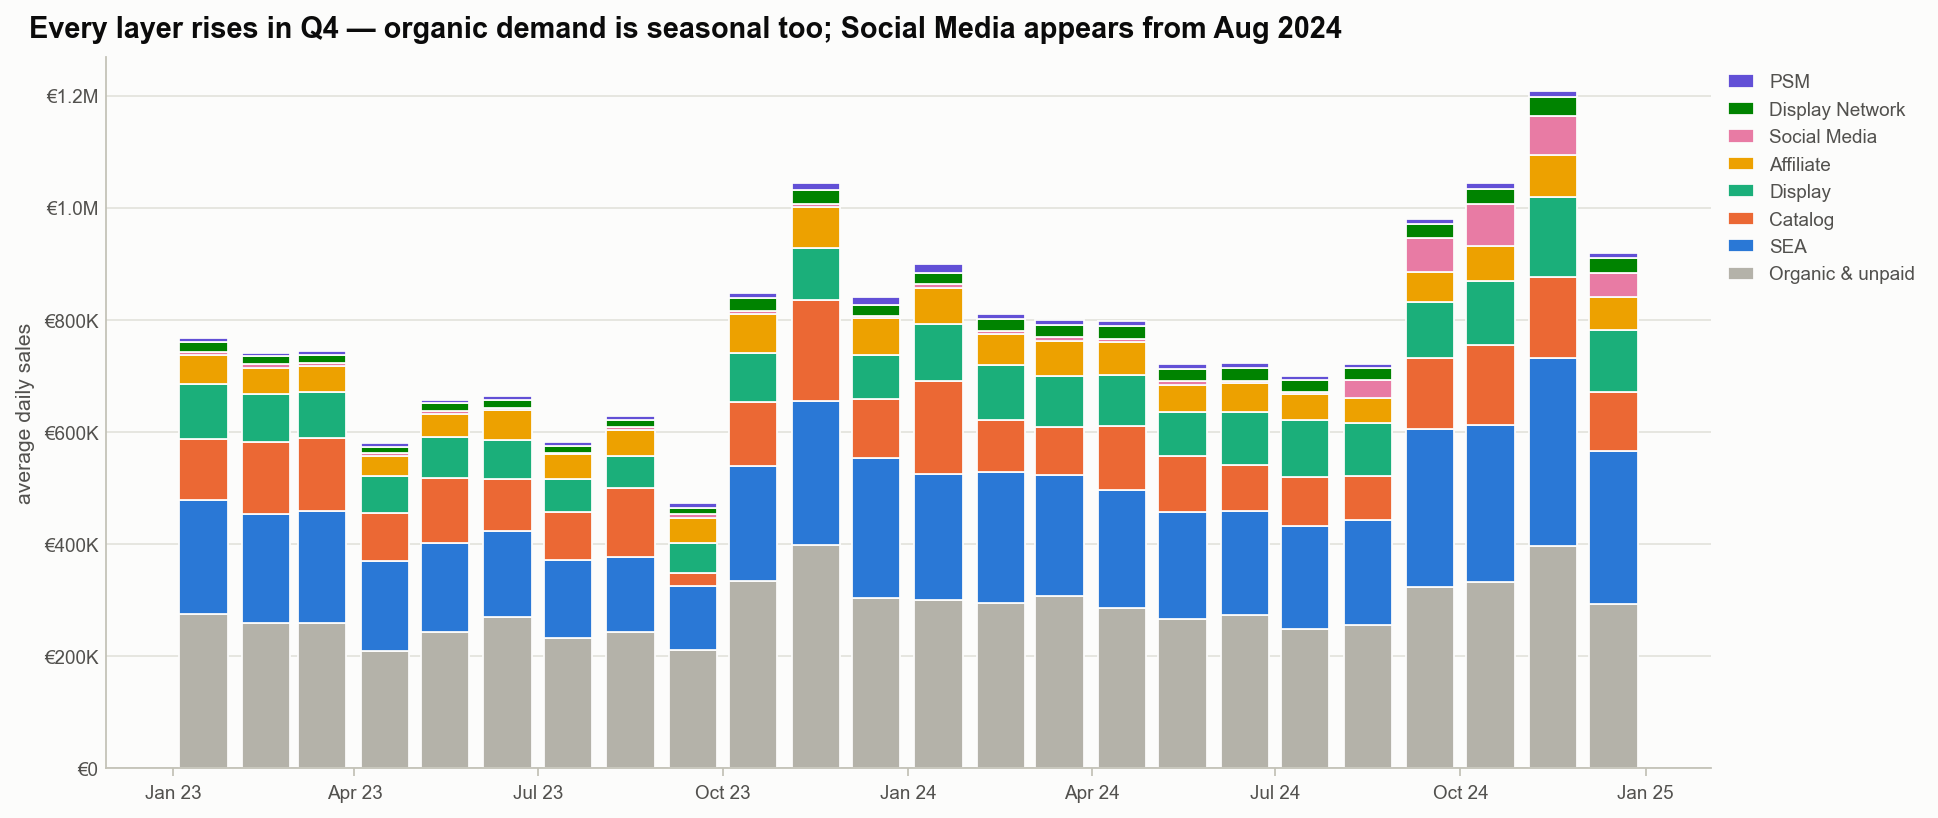 Every layer rises in Q4 — organic demand is seasonal too; Social Media appears from Aug 2024
€1.2M
€1.0M
€800K
€600K
€400K
€200K
€0
average daily sales
Jan 23
Apr 23
Jul 23
Oct 23
Jan 24
Apr 24
Jul 24
Oct 24
Jan 25
PSM
Display Network
Social Media
Affiliate
Display
Catalog
SEA
Organic & unpaid